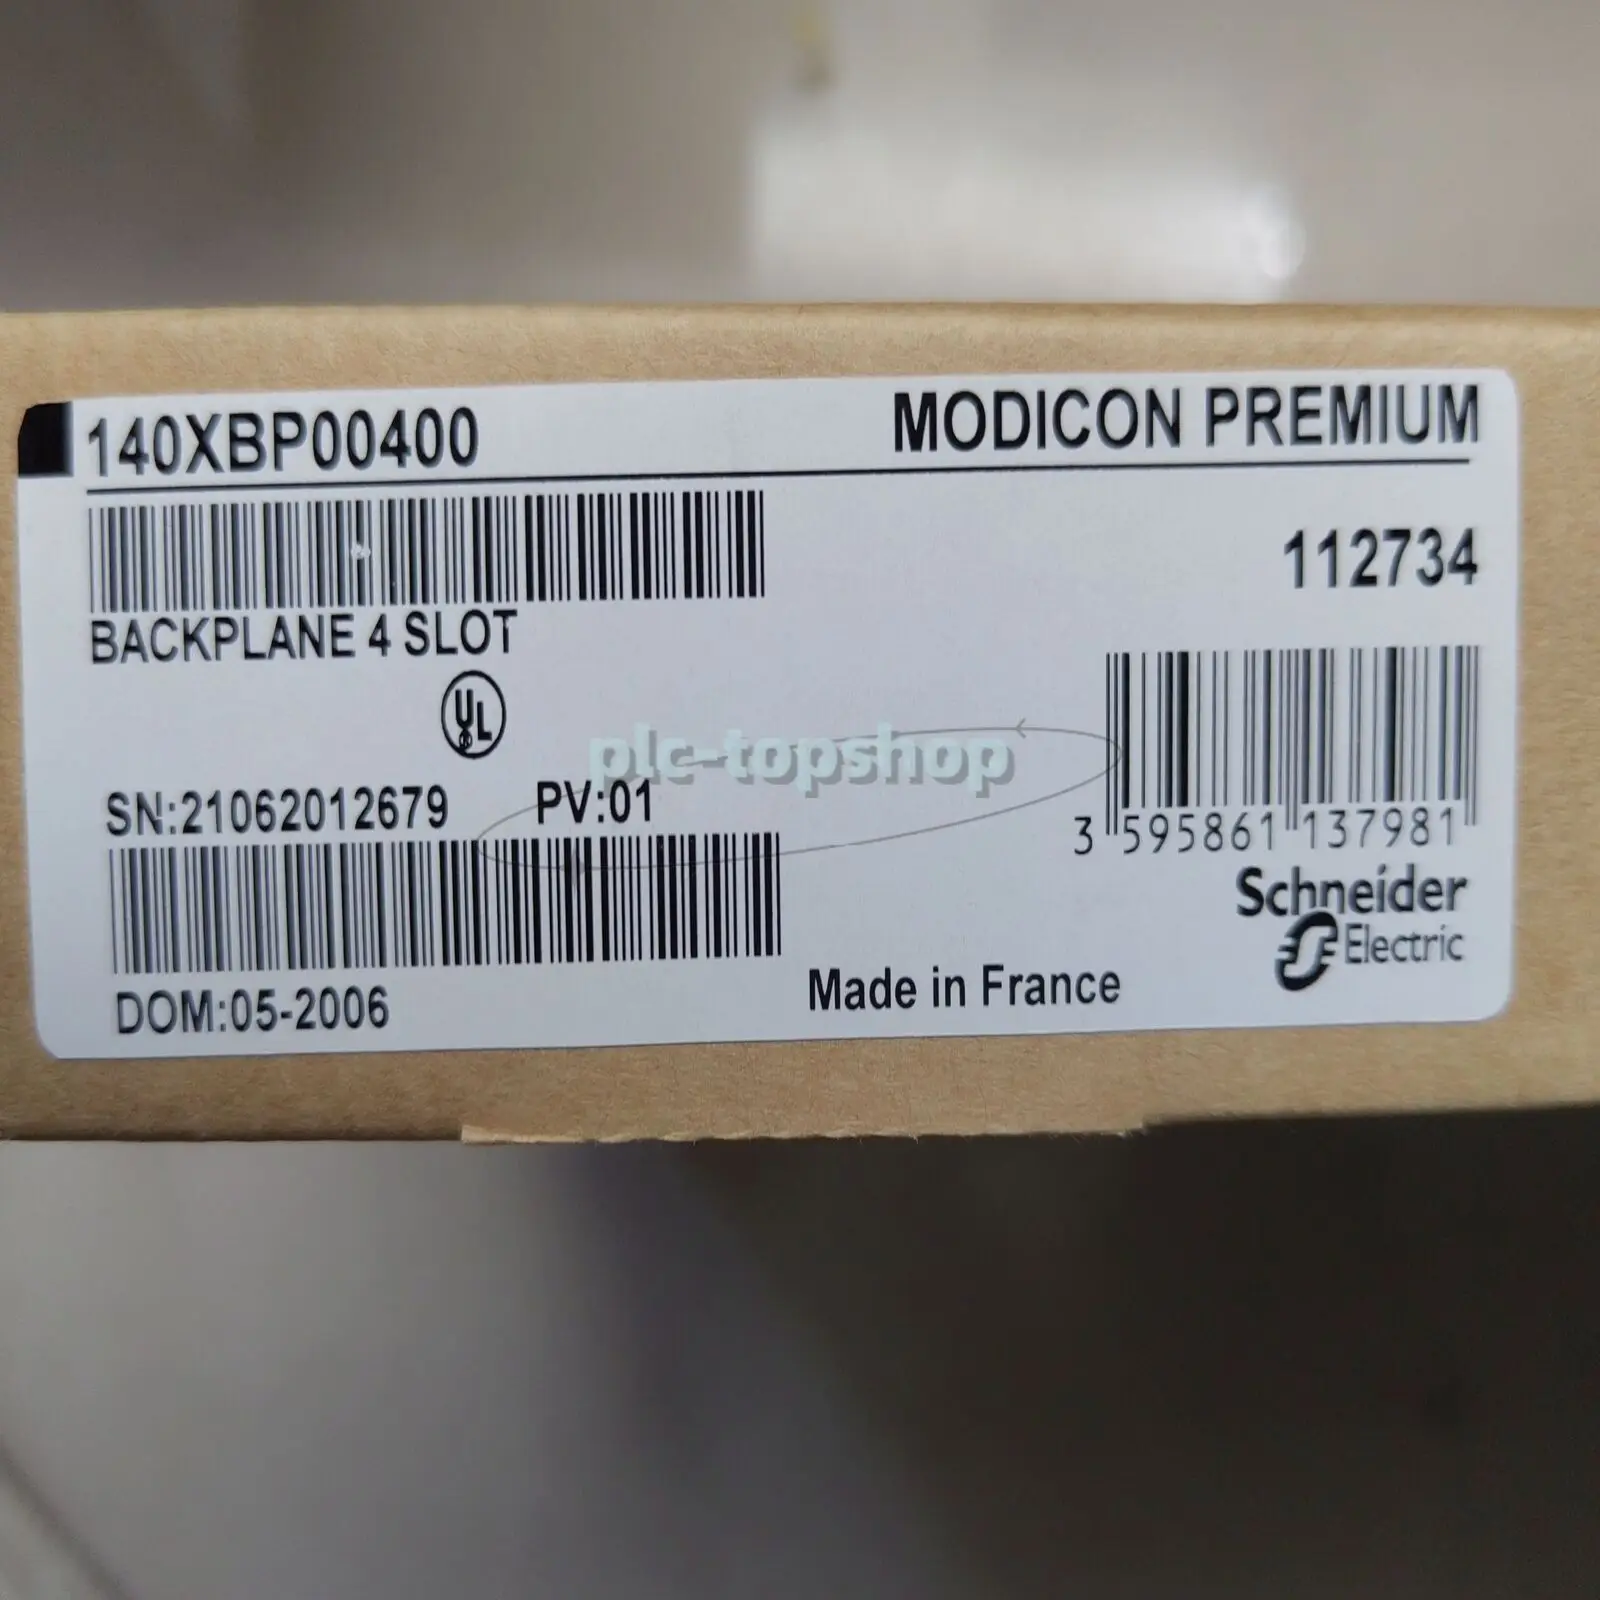 140XBP00400 MODICON PREMIUM
112734
BACKPLANE 4 SLOT
UL
plc-topshop
SN:21062012679 PV:01
3 595861 137981
Schneider
Electric
Made in France
DOM:05-2006